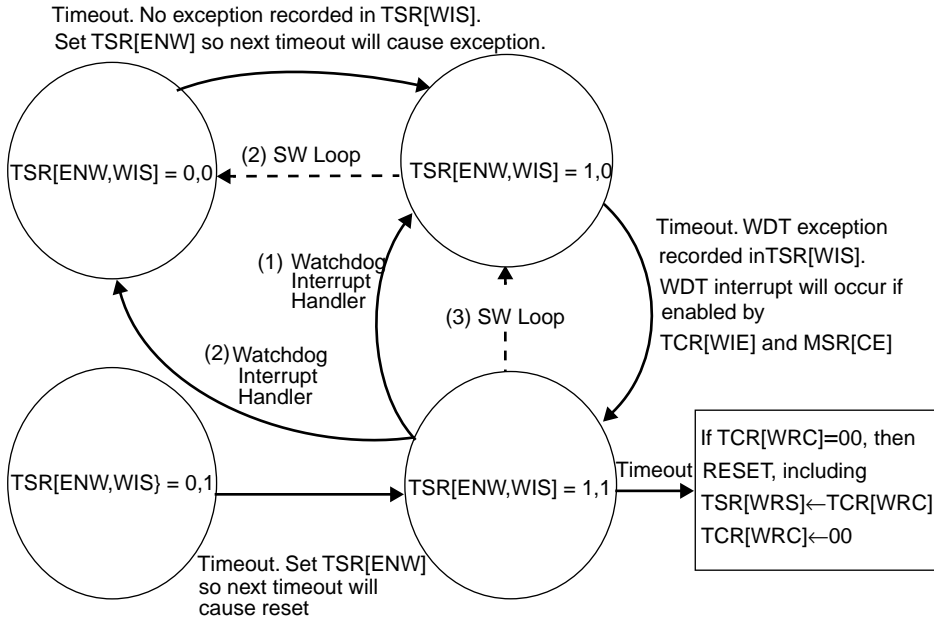 Timeout. No exception recorded in TSR[WIS].
Set TSR[ENW] so next timeout will cause exception.
TSR[ENW,WIS] = 0,0
(2) SW Loop
TSR[ENW,WIS] = 1,0
Timeout. WDT exception
recorded inTSR[WIS].
WDT interrupt will occur if
enabled by
TCR[WIE] and MSR[CE]
(1) Watchdog
Interrupt
Handler
(3) SW Loop
(2) Watchdog
Interrupt
Handler
TSR[ENW,WIS} = 0,1
TSR[ENW,WIS] = 1,1
Timeout
If TCR[WRC]=00, then
RESET, including
TSR[WRS]←TCR[WRC]
TCR[WRC]←00
Timeout. Set TSR[ENW]
so next timeout will
cause reset